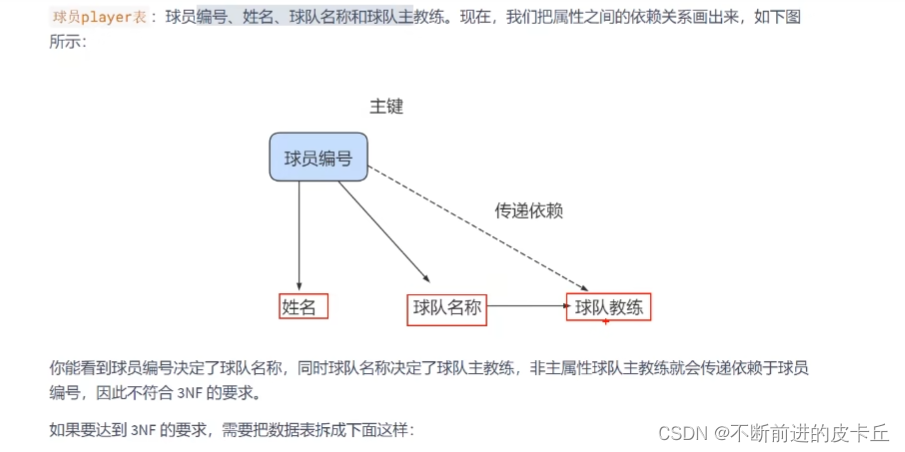 球员player表：球员编号、姓名、球队名称和球队主教练。现在，我们把属性之间的依赖关系画出来，如下图
所示：
主键
球员编号
传递依赖
姓名
球队名称
球队教练
你能看到球员编号决定了球队名称，同时球队名称决定了球队主教练，非主属性球队主教练就会传递依赖于球员
编号，因此不符合 3NF 的要求。
如果要达到 3NF 的要求，需要把数据表拆成下面这样：
CSDN @不断前进的皮卡丘